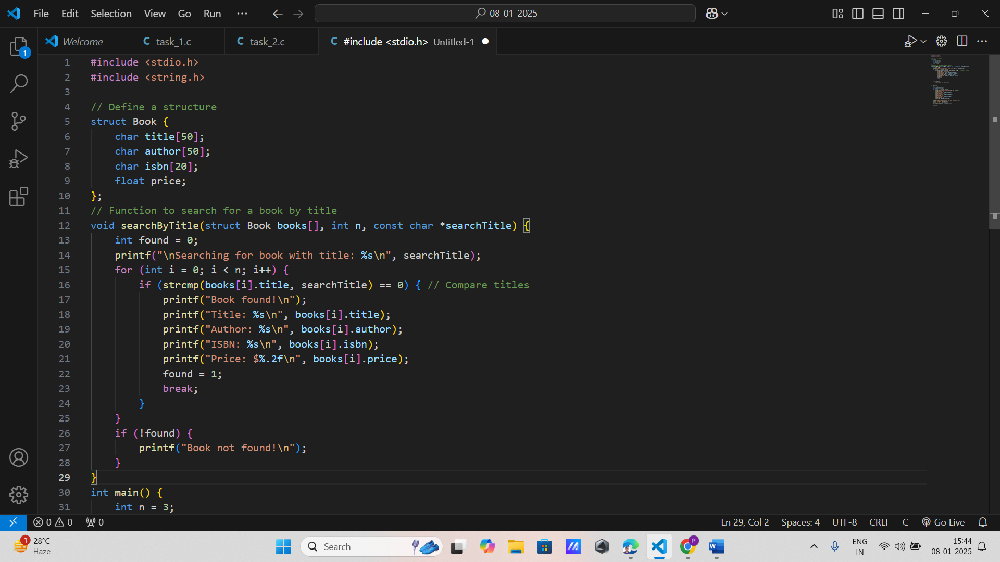 File Edit Selection View Go Run ··· 08-01-2025
1 Welcome C task_1.c C task_2.c C #include <stdio.h> Untitled-1
1 #include <stdio.h>
2 #include <string.h>
3
4 // Define a structure
5 struct Book {
6     char title[50];
7     char author[50];
8     char isbn[20];
9     float price;
10 };
11 // Function to search for a book by title
12 void searchByTitle(struct Book books[], int n, const char *searchTitle) {
13     int found = 0;
14     printf("\nSearching for book with title: %s\n", searchTitle);
15     for (int i = 0; i < n; i++) {
16         if (strcmp(books[i].title, searchTitle) == 0) { // Compare titles
17             printf("Book found!\n");
18             printf("Title: %s\n", books[i].title);
19             printf("Author: %s\n", books[i].author);
20             printf("ISBN: %s\n", books[i].isbn);
21             printf("Price: $%.2f\n", books[i].price);
22             found = 1;
23             break;
24         }
25     }
26     if (!found) {
27         printf("Book not found!\n");
28     }
29 }
30 int main() {
31     int n = 3;
0 0 0 Ln 29, Col 2 Spaces: 4 UTF-8 CRLF C Go Live
1 28°C Search P W ENG 15:44
Haze IN 08-01-2025